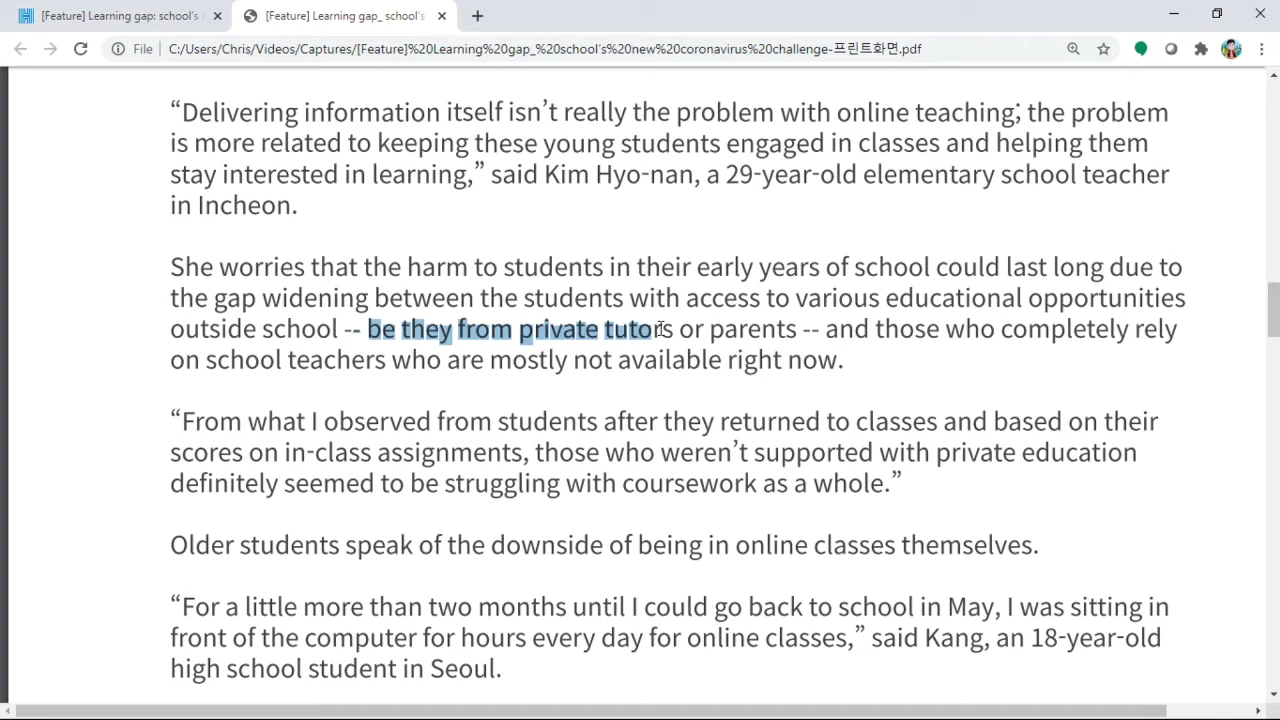 [Feature] Learning gap: school's
[Feature] Learning gap_ school's
File
C:/Users/Chris/Videos/Captures/[Feature]%20Learning%20gap_%20school's%20new%20coronavirus%20challenge-프린트화면.pdf
“Delivering information itself isn’t really the problem with online teaching; the problem
is more related to keeping these young students engaged in classes and helping them
stay interested in learning,” said Kim Hyo-nan, a 29-year-old elementary school teacher
in Incheon.
She worries that the harm to students in their early years of school could last long due to
the gap widening between the students with access to various educational opportunities
outside school -- be they from private tutors or parents -- and those who completely rely
on school teachers who are mostly not available right now.
“From what I observed from students after they returned to classes and based on their
scores on in-class assignments, those who weren’t supported with private education
definitely seemed to be struggling with coursework as a whole.”
Older students speak of the downside of being in online classes themselves.
“For a little more than two months until I could go back to school in May, I was sitting in
front of the computer for hours every day for online classes,” said Kang, an 18-year-old
high school student in Seoul.